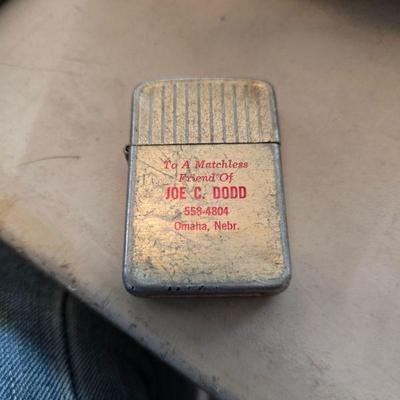 To A Matchless
Friend Of
JOE C. DODD
558-4804
Omaha, Nebr.